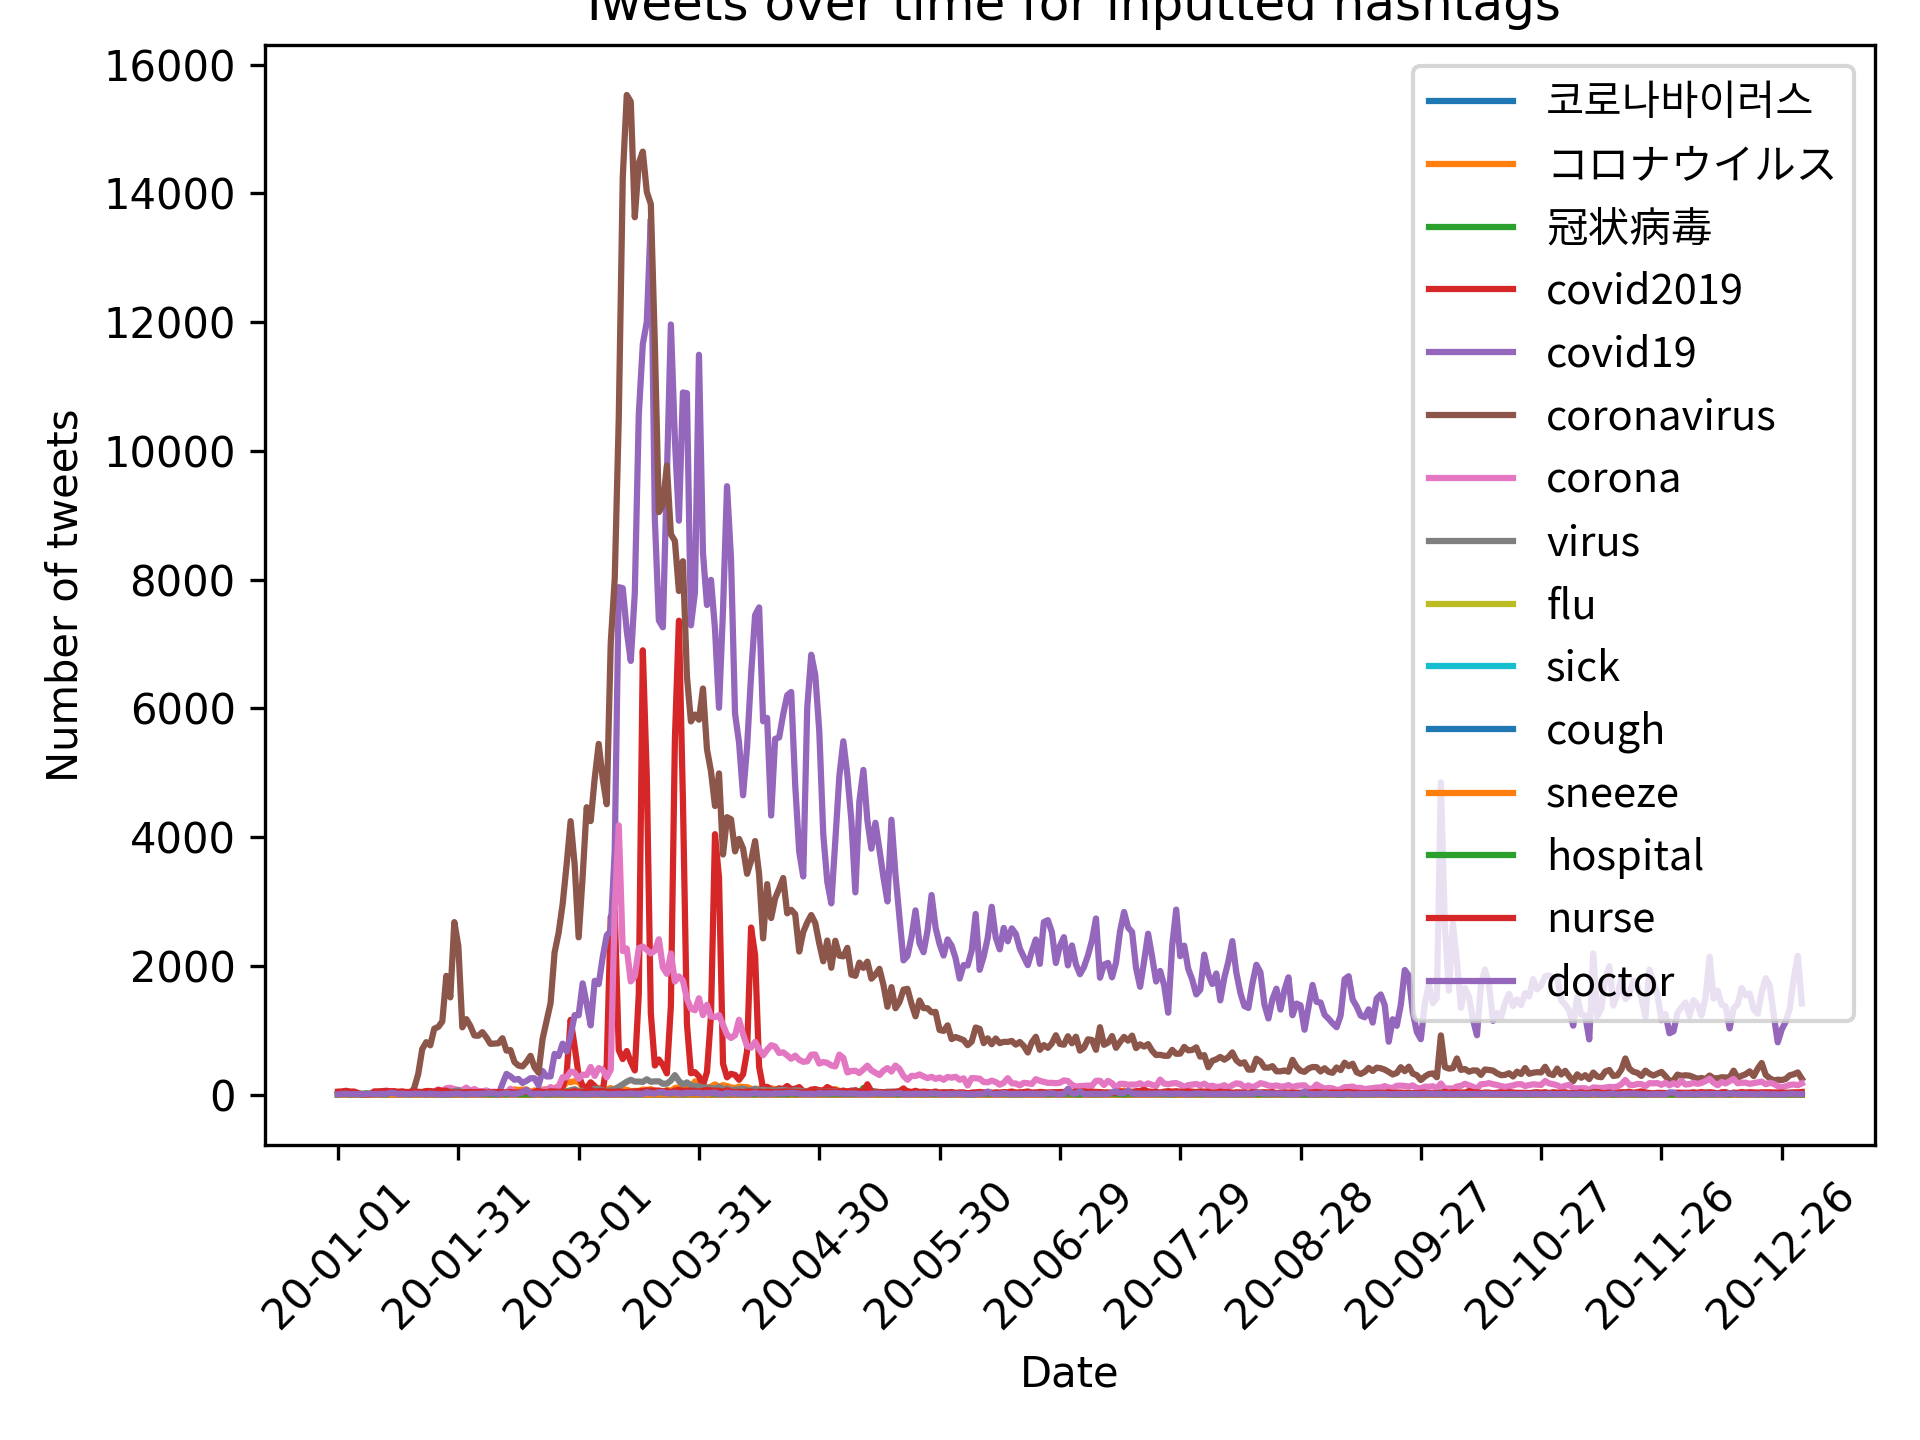 Tweets over time for inputted hashtags
16000
14000
12000
10000
8000
6000
4000
2000
0
Number of tweets
코로나바이러스
コロナウイルス
冠状病毒
covid2019
covid19
coronavirus
corona
virus
flu
sick
cough
sneeze
hospital
nurse
doctor
20-01-01
20-01-31
20-03-01
20-03-31
20-04-30
20-05-30
20-06-29
20-07-29
20-08-28
20-09-27
20-10-27
20-11-26
20-12-26
Date